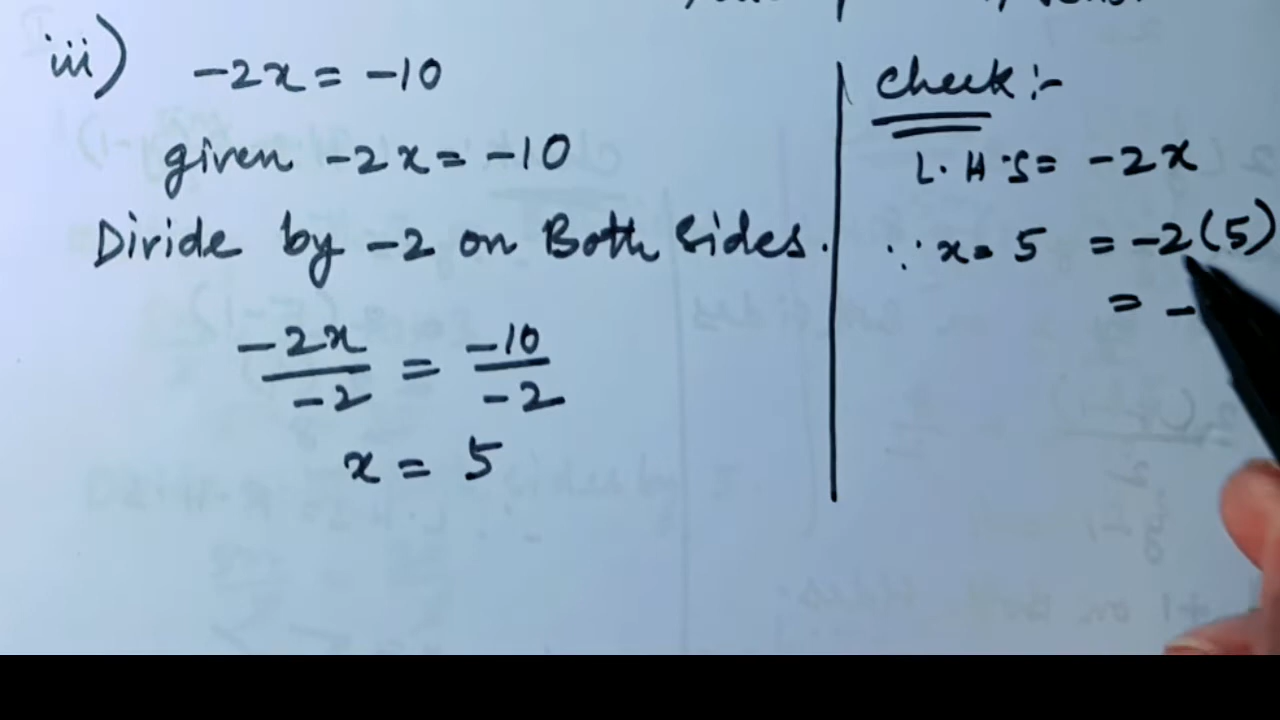 iii) -2x = -10
given -2x = -10
Divide by -2 on Both Sides.
-2x/-2 = -10/-2
x = 5
Check :-
L.H.S = -2x
∵ x = 5 = -2(5)
= -